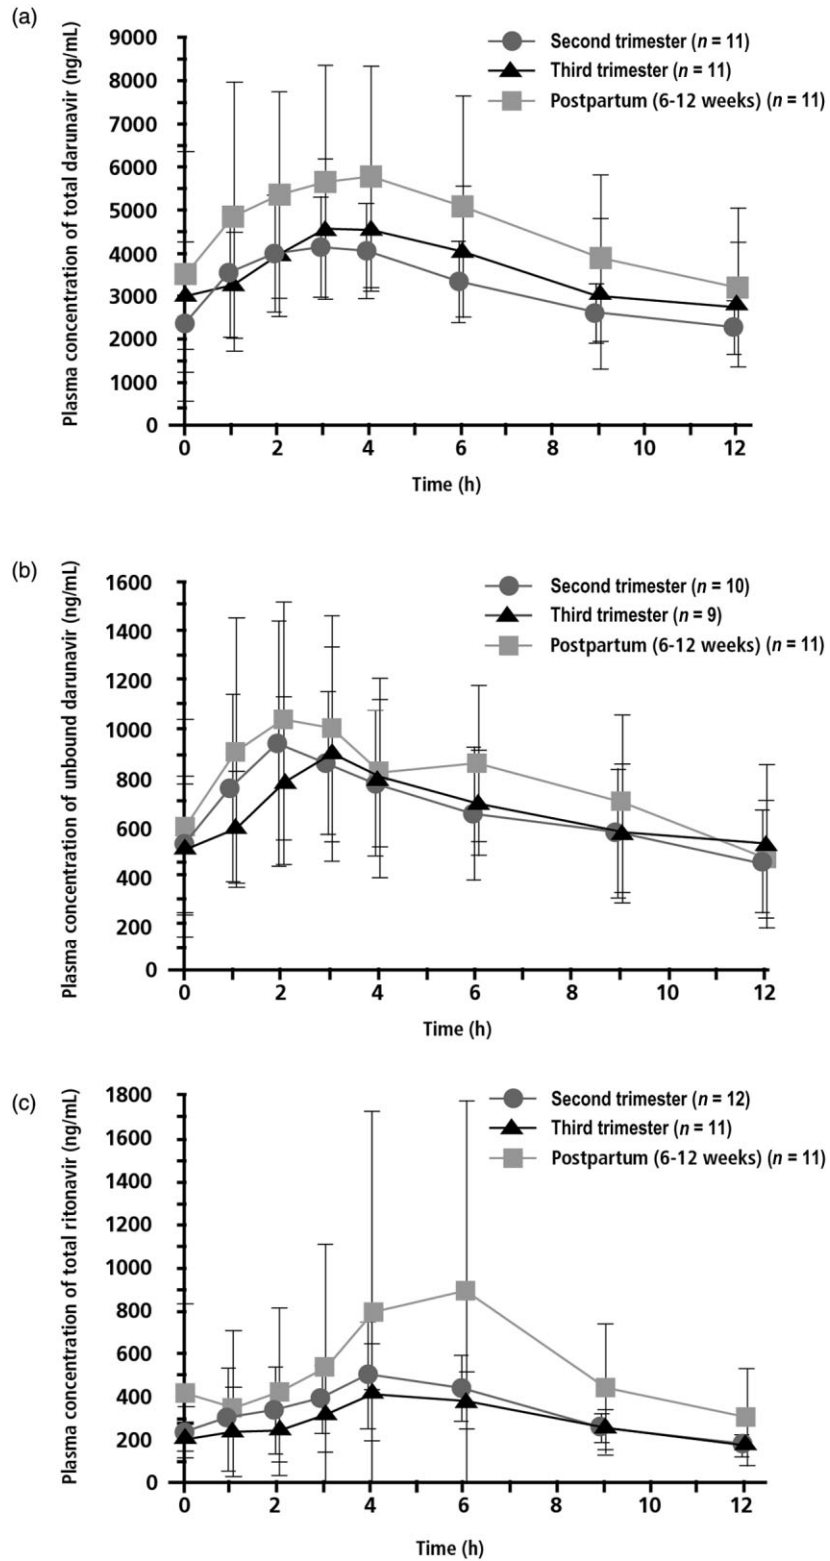 (a)
Plasma concentration of total darunavir (ng/mL)
9000
8000
7000
6000
5000
4000
3000
2000
1000
0
Second trimester (n = 11)
Third trimester (n = 11)
Postpartum (6-12 weeks) (n = 11)
0 2 4 6 8 10 12
Time (h)
(b)
Plasma concentration of unbound darunavir (ng/mL)
1600
1400
1200
1000
800
600
400
200
0
Second trimester (n = 10)
Third trimester (n = 9)
Postpartum (6-12 weeks) (n = 11)
0 2 4 6 8 10 12
Time (h)
(c)
Plasma concentration of total ritonavir (ng/mL)
1800
1600
1400
1200
1000
800
600
400
200
0
Second trimester (n = 12)
Third trimester (n = 11)
Postpartum (6-12 weeks) (n = 11)
0 2 4 6 8 10 12
Time (h)